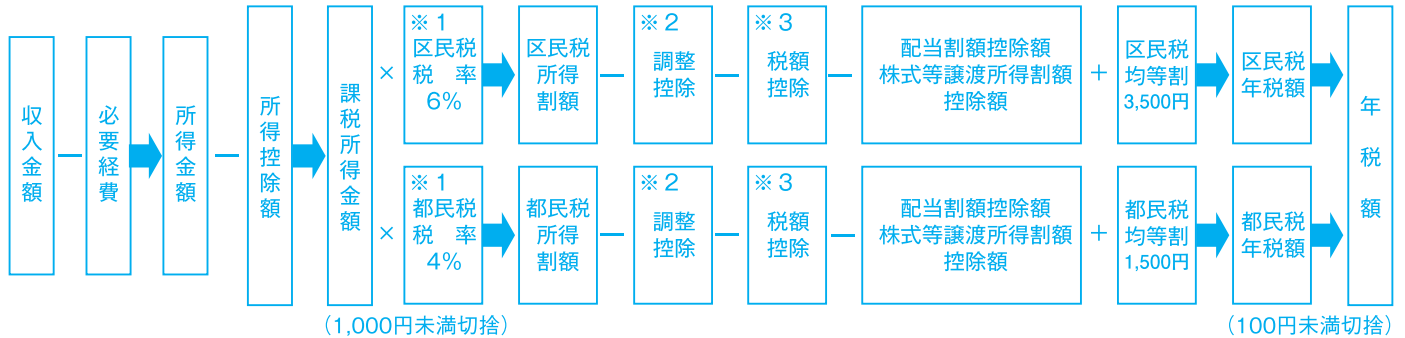 収入金額
－
必要経費
所得金額
－
所得控除額
課税所得金額
(1,000円未満切捨)
×
※1
区民税
税　率
6%
区民税
所得
割額
－
※2
調整
控除
－
※3
税額
控除
－
配当割額控除額
株式等譲渡所得割額
控除額
＋
区民税
均等割
3,500円
区民税
年税額
×
※1
都民税
税　率
4%
都民税
所得
割額
－
※2
調整
控除
－
※3
税額
控除
－
配当割額控除額
株式等譲渡所得割額
控除額
＋
都民税
均等割
1,500円
都民税
年税額
年税額
(100円未満切捨)